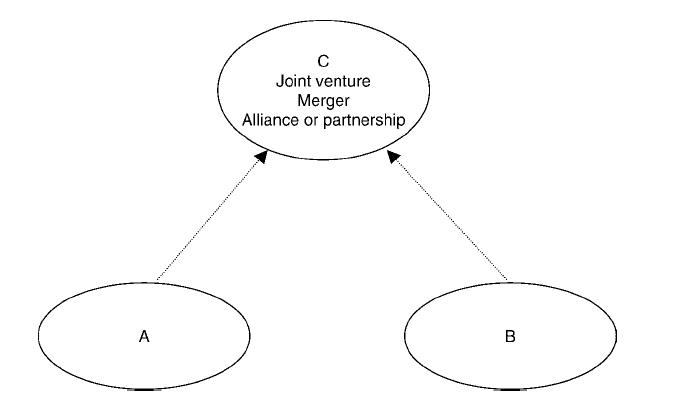 C
Joint venture
Merger
Alliance or partnership
A
B